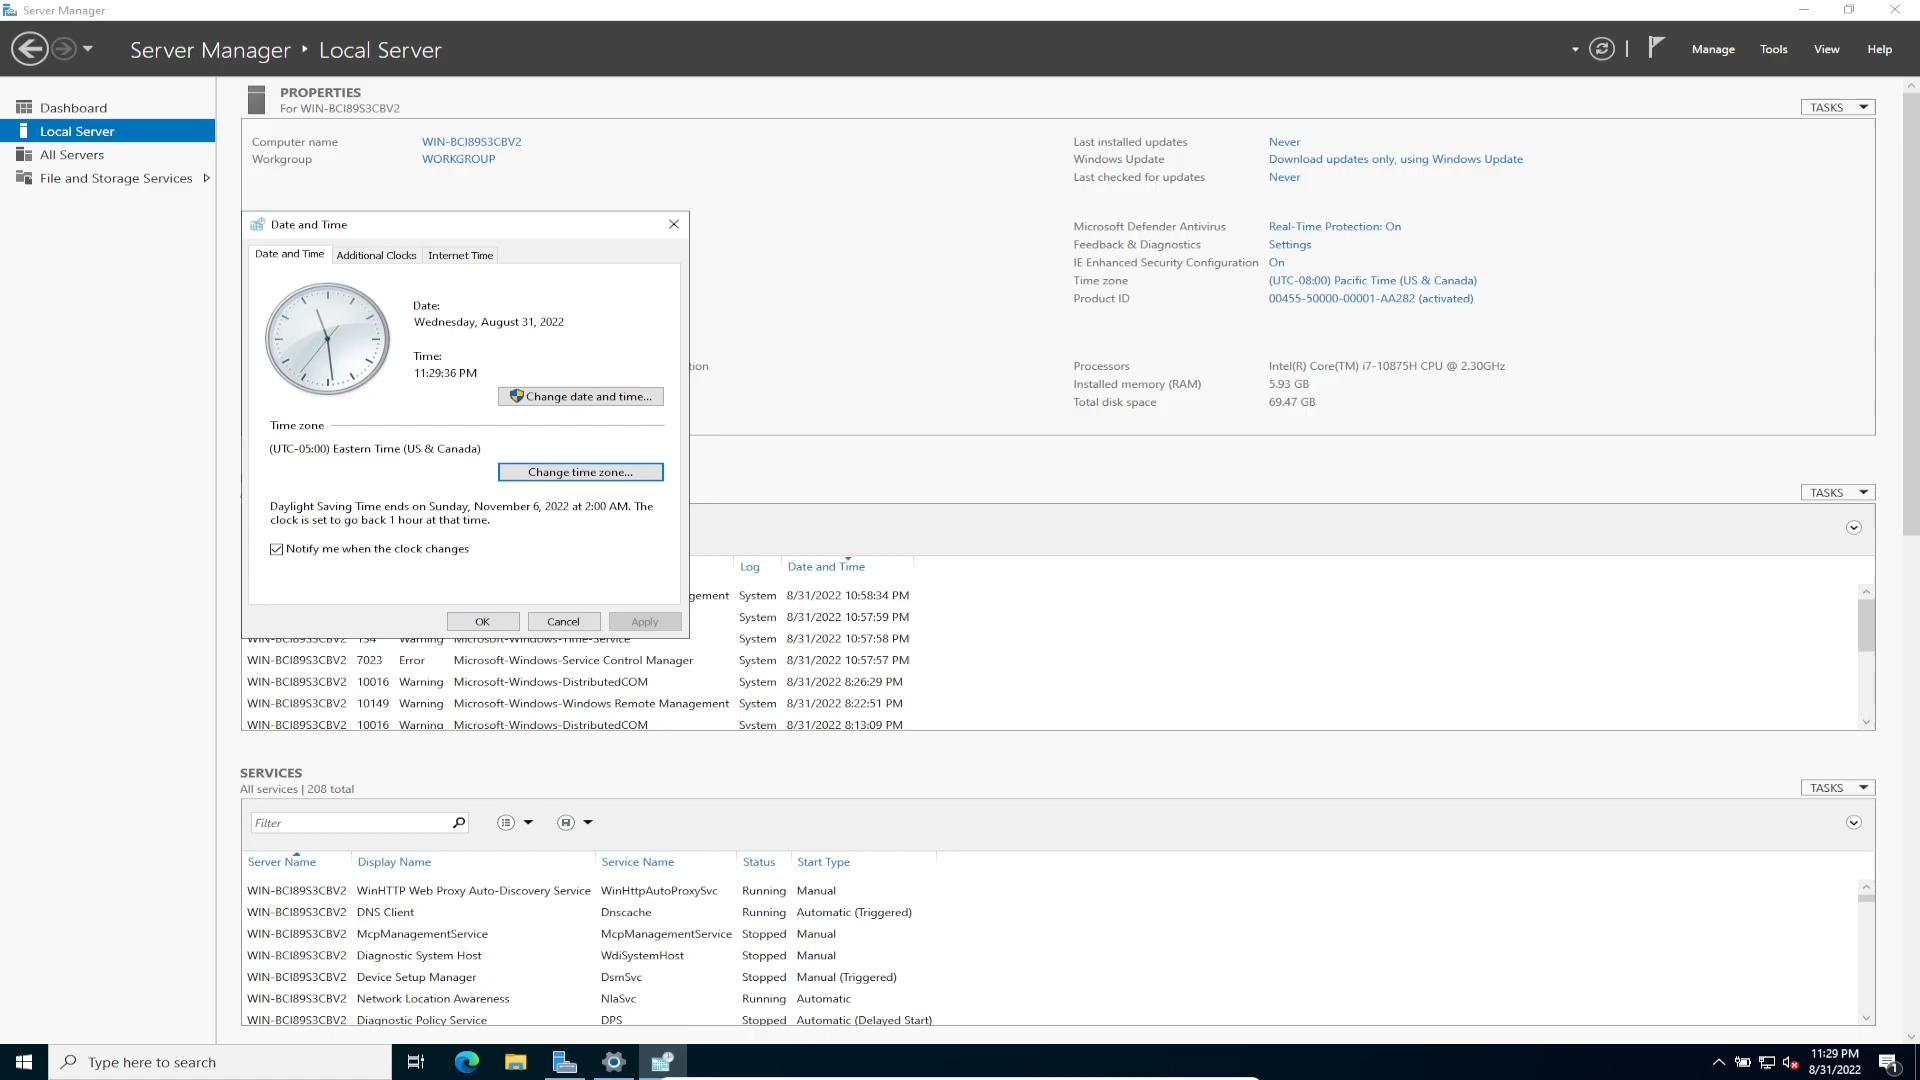 Server Manager
Server Manager ‣ Local Server
Manage Tools View Help
Dashboard
Local Server
All Servers
File and Storage Services
PROPERTIES
For WIN-BCI89S3CBV2
TASKS
Computer name WIN-BCI89S3CBV2
Workgroup WORKGROUP
Last installed updates Never
Windows Update Download updates only, using Windows Update
Last checked for updates Never
Microsoft Defender Antivirus Real-Time Protection: On
Feedback & Diagnostics Settings
IE Enhanced Security Configuration On
Time zone (UTC-08:00) Pacific Time (US & Canada)
Product ID 00455-50000-00001-AA282 (activated)
tion
Processors Intel(R) Core(TM) i7-10875H CPU @ 2.30GHz
Installed memory (RAM) 5.93 GB
Total disk space 69.47 GB
Date and Time
Date and Time Additional Clocks Internet Time
Date:
Wednesday, August 31, 2022
Time:
11:29:36 PM
Change date and time...
Time zone
(UTC-05:00) Eastern Time (US & Canada)
Change time zone...
Daylight Saving Time ends on Sunday, November 6, 2022 at 2:00 AM. The
clock is set to go back 1 hour at that time.
Notify me when the clock changes
OK Cancel Apply
TASKS
Log Date and Time
gement System 8/31/2022 10:58:34 PM
System 8/31/2022 10:57:59 PM
WIN-BCI89S3CBV2 134 Warning Microsoft-Windows-Time-Service System 8/31/2022 10:57:58 PM
WIN-BCI89S3CBV2 7023 Error Microsoft-Windows-Service Control Manager System 8/31/2022 10:57:57 PM
WIN-BCI89S3CBV2 10016 Warning Microsoft-Windows-DistributedCOM System 8/31/2022 8:26:29 PM
WIN-BCI89S3CBV2 10149 Warning Microsoft-Windows-Windows Remote Management System 8/31/2022 8:22:51 PM
WIN-BCI89S3CBV2 10016 Warning Microsoft-Windows-DistributedCOM System 8/31/2022 8:13:09 PM
SERVICES
All services | 208 total
TASKS
Filter
Server Name Display Name Service Name Status Start Type
WIN-BCI89S3CBV2 WinHTTP Web Proxy Auto-Discovery Service WinHttpAutoProxySvc Running Manual
WIN-BCI89S3CBV2 DNS Client Dnscache Running Automatic (Triggered)
WIN-BCI89S3CBV2 McpManagementService McpManagementService Stopped Manual
WIN-BCI89S3CBV2 Diagnostic System Host WdiSystemHost Stopped Manual
WIN-BCI89S3CBV2 Device Setup Manager DsmSvc Stopped Manual (Triggered)
WIN-BCI89S3CBV2 Network Location Awareness NlaSvc Running Automatic
WIN-BCI89S3CBV2 Diagnostic Policy Service DPS Stopped Automatic (Delayed Start)
Type here to search
11:29 PM
8/31/2022
1